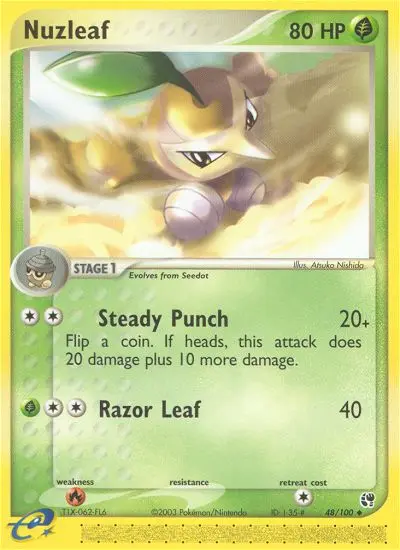 Nuzleaf 80 HP
Illus. Atsuko Nishida
STAGE 1
Evolves from Seedot
Steady Punch 20+
Flip a coin. If heads, this attack does
20 damage plus 10 more damage.
Razor Leaf 40
weakness resistance retreat cost
T1X-062-FL6 ©2003 Pokémon/Nintendo ID-135-# 48/100
e